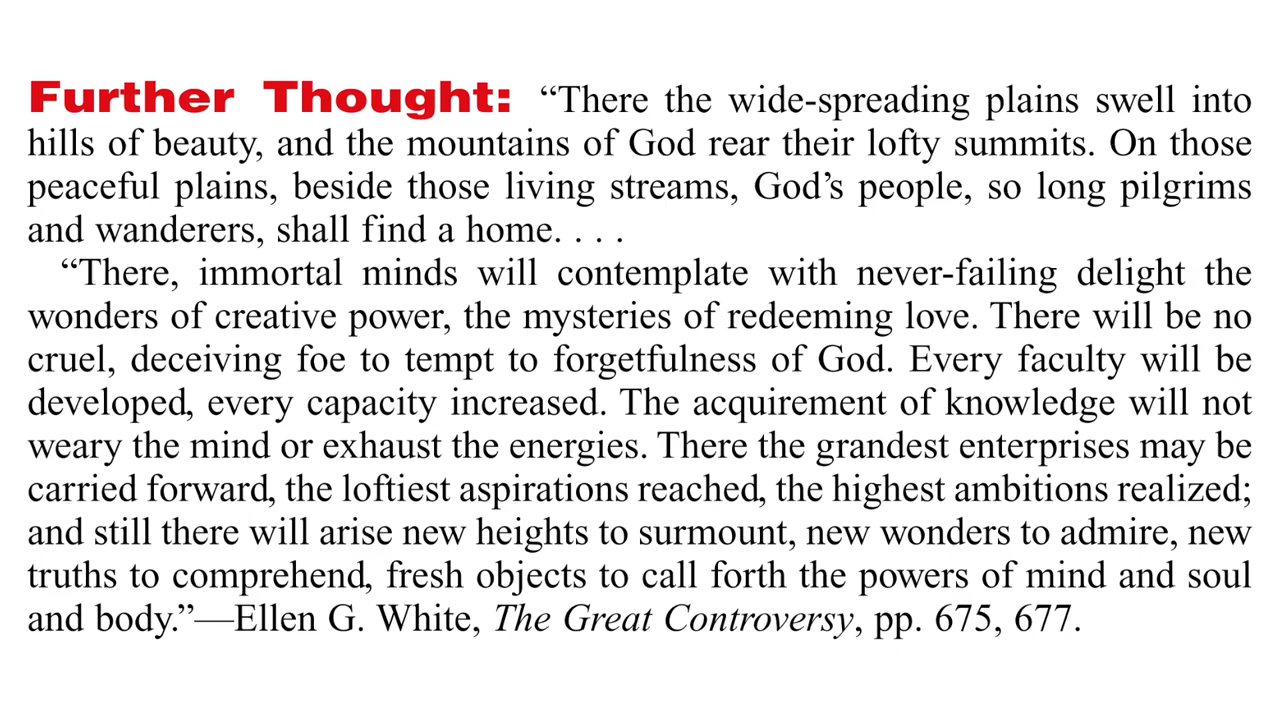 Further Thought: “There the wide-spreading plains swell into
hills of beauty, and the mountains of God rear their lofty summits. On those
peaceful plains, beside those living streams, God’s people, so long pilgrims
and wanderers, shall find a home. . . .
“There, immortal minds will contemplate with never-failing delight the
wonders of creative power, the mysteries of redeeming love. There will be no
cruel, deceiving foe to tempt to forgetfulness of God. Every faculty will be
developed, every capacity increased. The acquirement of knowledge will not
weary the mind or exhaust the energies. There the grandest enterprises may be
carried forward, the loftiest aspirations reached, the highest ambitions realized;
and still there will arise new heights to surmount, new wonders to admire, new
truths to comprehend, fresh objects to call forth the powers of mind and soul
and body.”—Ellen G. White, The Great Controversy, pp. 675, 677.